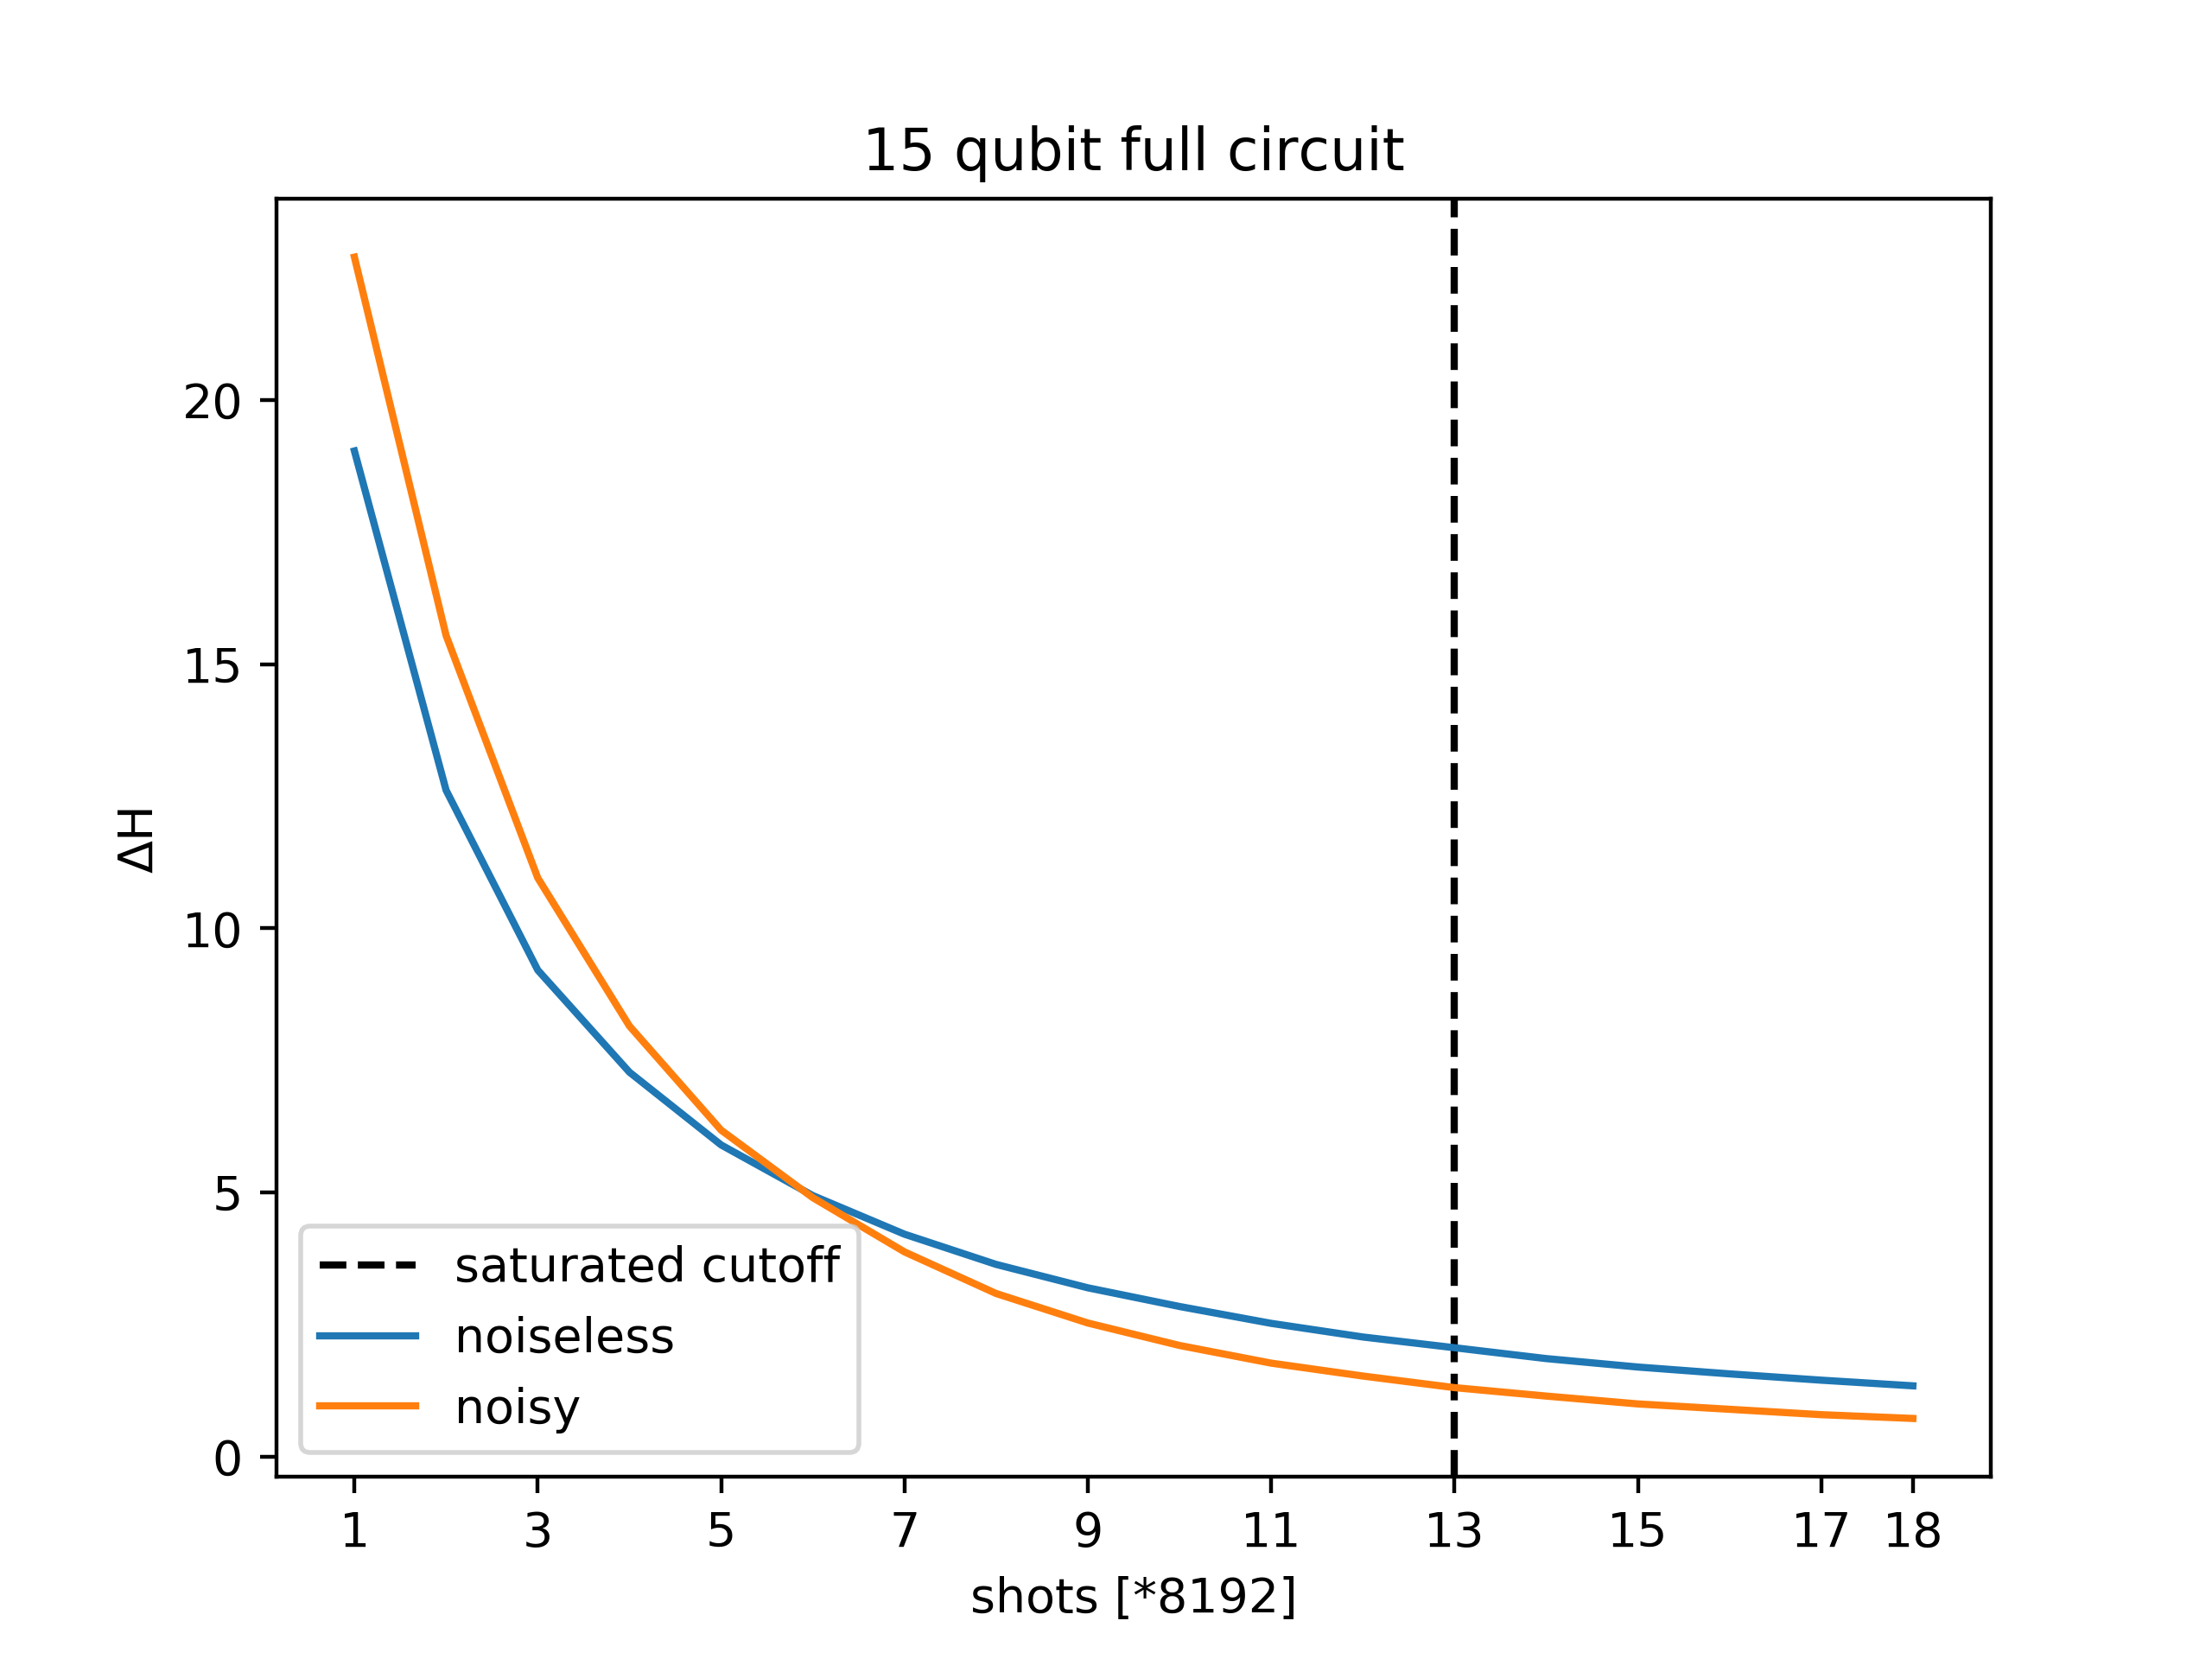 15 qubit full circuit
20
15
10
5
0
ΔH
saturated cutoff
noiseless
noisy
1 3 5 7 9 11 13 15 17 18
shots [*8192]